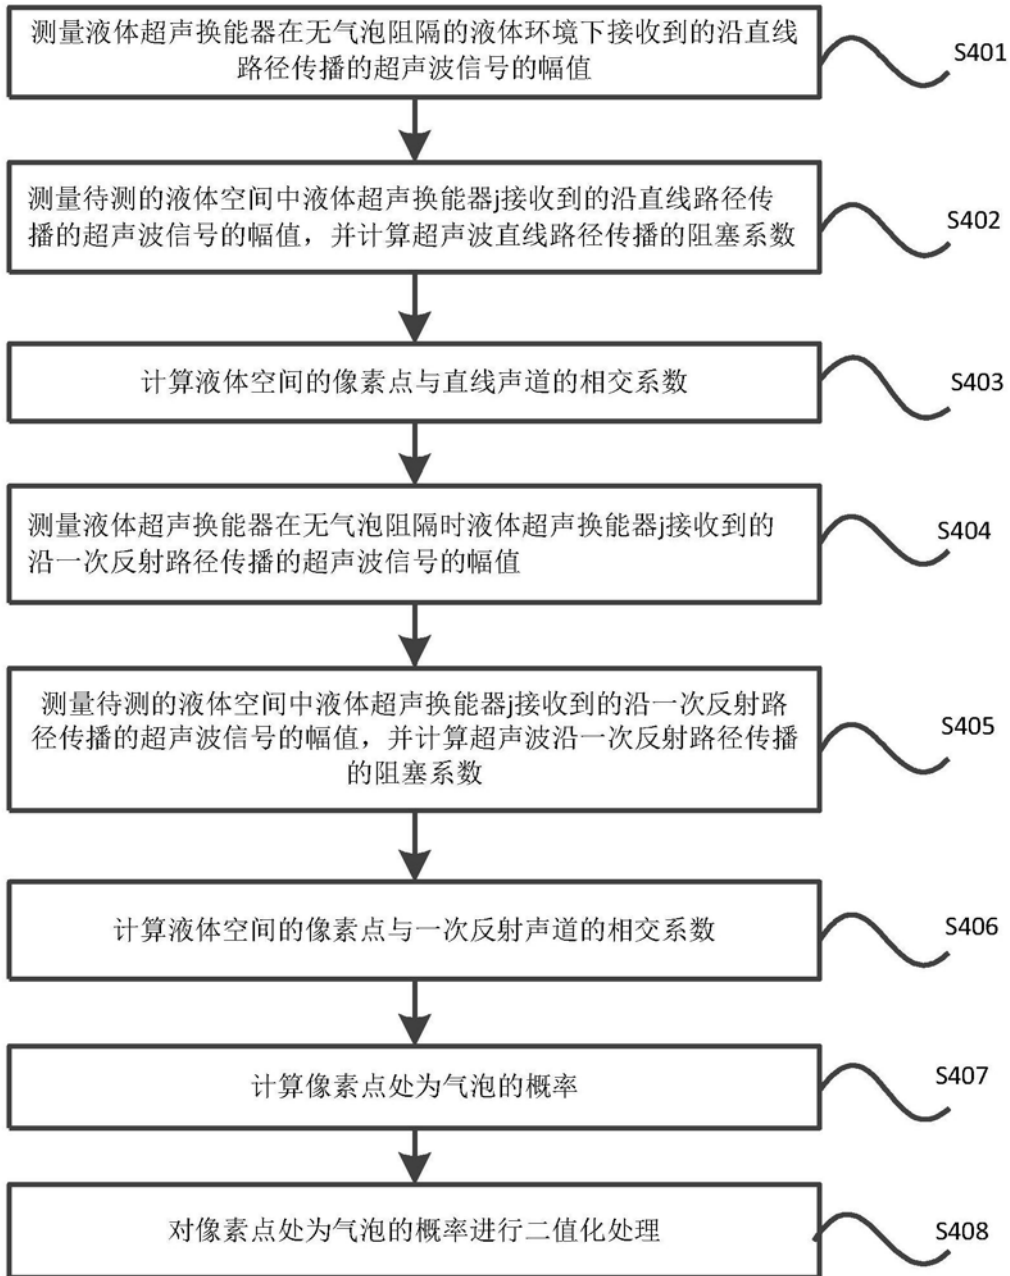 测量液体超声换能器在无气泡阻隔的液体环境下接收到的沿直线
路径传播的超声波信号的幅值
S401
测量待测的液体空间中液体超声换能器j接收到的沿直线路径传
播的超声波信号的幅值，并计算超声波直线路径传播的阻塞系数
S402
计算液体空间的像素点与直线声道的相交系数
S403
测量液体超声换能器在无气泡阻隔时液体超声换能器j接收到的
沿一次反射路径传播的超声波信号的幅值
S404
测量待测的液体空间中液体超声换能器j接收到的沿一次反射路
径传播的超声波信号的幅值，并计算超声波沿一次反射路径传播
的阻塞系数
S405
计算液体空间的像素点与一次反射声道的相交系数
S406
计算像素点处为气泡的概率
S407
对像素点处为气泡的概率进行二值化处理
S408